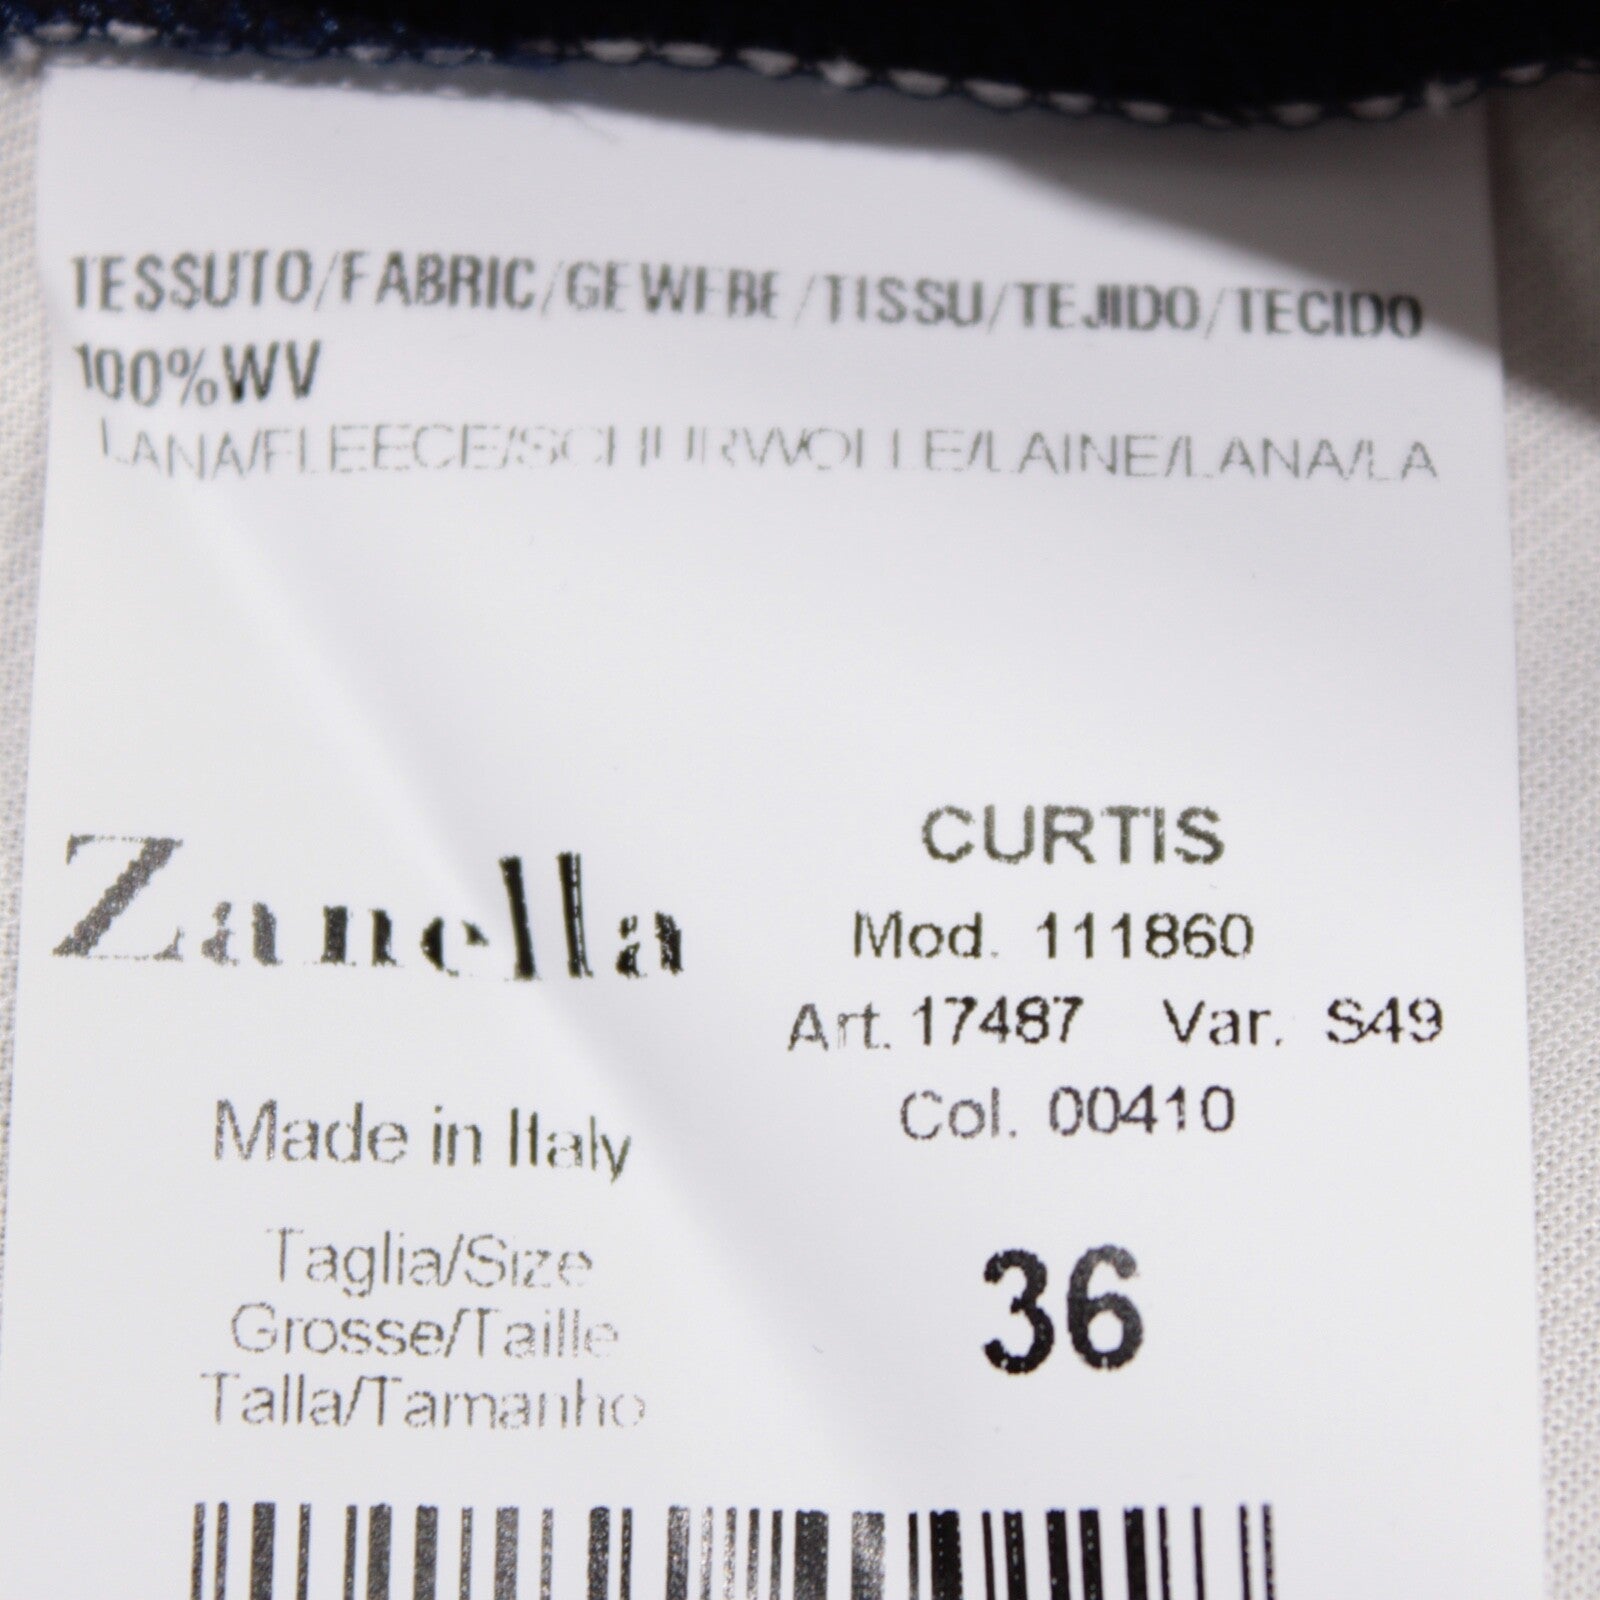 TESSUTO/FABRIC/GEWEBE/TISSU/TEJIDO/TECIDO
100%WV
LANA/FLEECE/SCHURWOLLE/LAINE/LANA/LA
Zanella
Made in Italy
Taglia/Size
Grosse/Taille
Talla/Tamanho
CURTIS
Mod. 111860
Art. 17487 Var. S49
Col. 00410
36